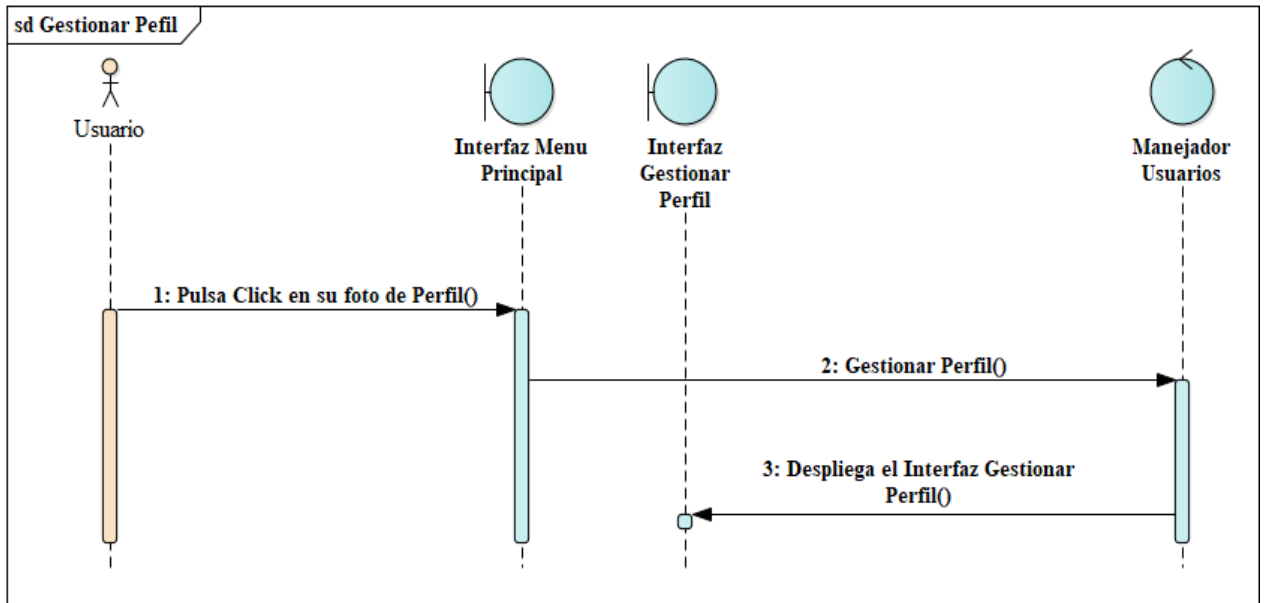 sd Gestionar Pefil
Usuario
Interfaz Menu
Principal
Interfaz
Gestionar
Perfil
Manejador
Usuarios
1: Pulsa Click en su foto de Perfil()
2: Gestionar Perfil()
3: Despliega el Interfaz Gestionar
Perfil()